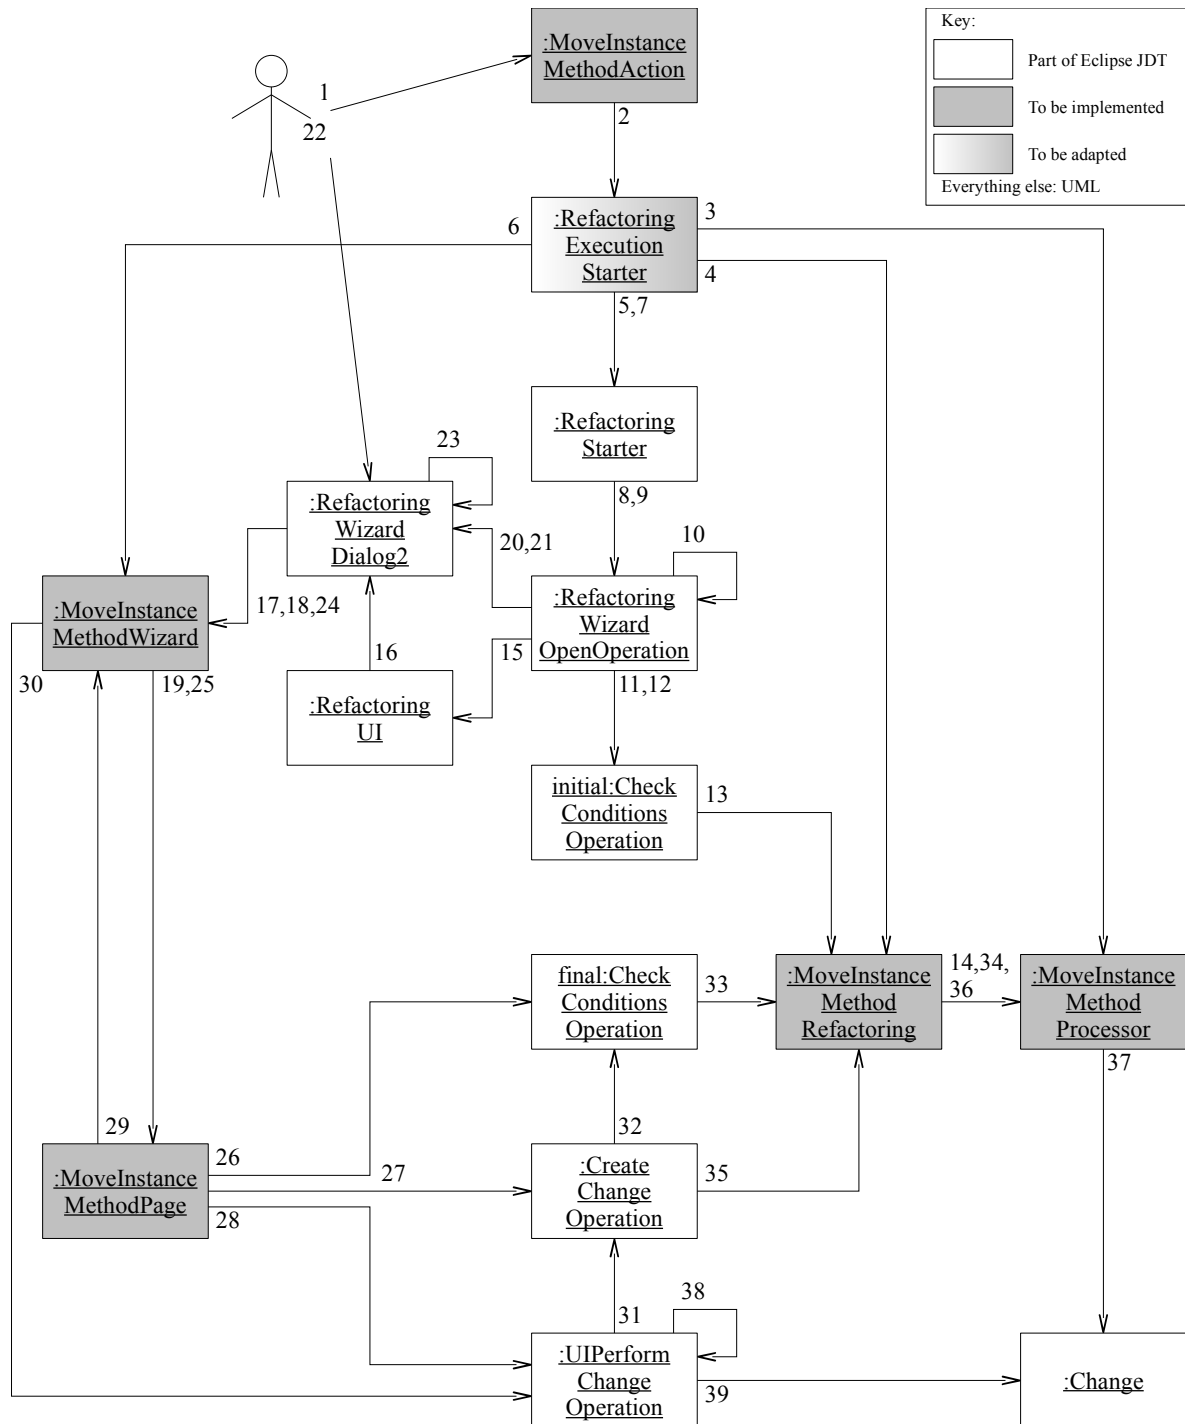 Key:
Part of Eclipse JDT
To be implemented
To be adapted
Everything else: UML
:MoveInstance
MethodAction
1
22
2
:Refactoring
Execution
Starter
6
3
4
5,7
:Refactoring
Starter
8,9
23
:Refactoring
Wizard
Dialog2
20,21
10
:Refactoring
Wizard
OpenOperation
17,18,24
:MoveInstance
MethodWizard
30
19,25
16
15
:Refactoring
UI
11,12
initial:Check
Conditions
Operation
13
final:Check
Conditions
Operation
33
:MoveInstance
Method
Refactoring
14,34,
36
:MoveInstance
Method
Processor
37
29
:MoveInstance
MethodPage
26
27
28
32
:Create
Change
Operation
35
31
38
:UIPerform
Change
Operation
39
:Change